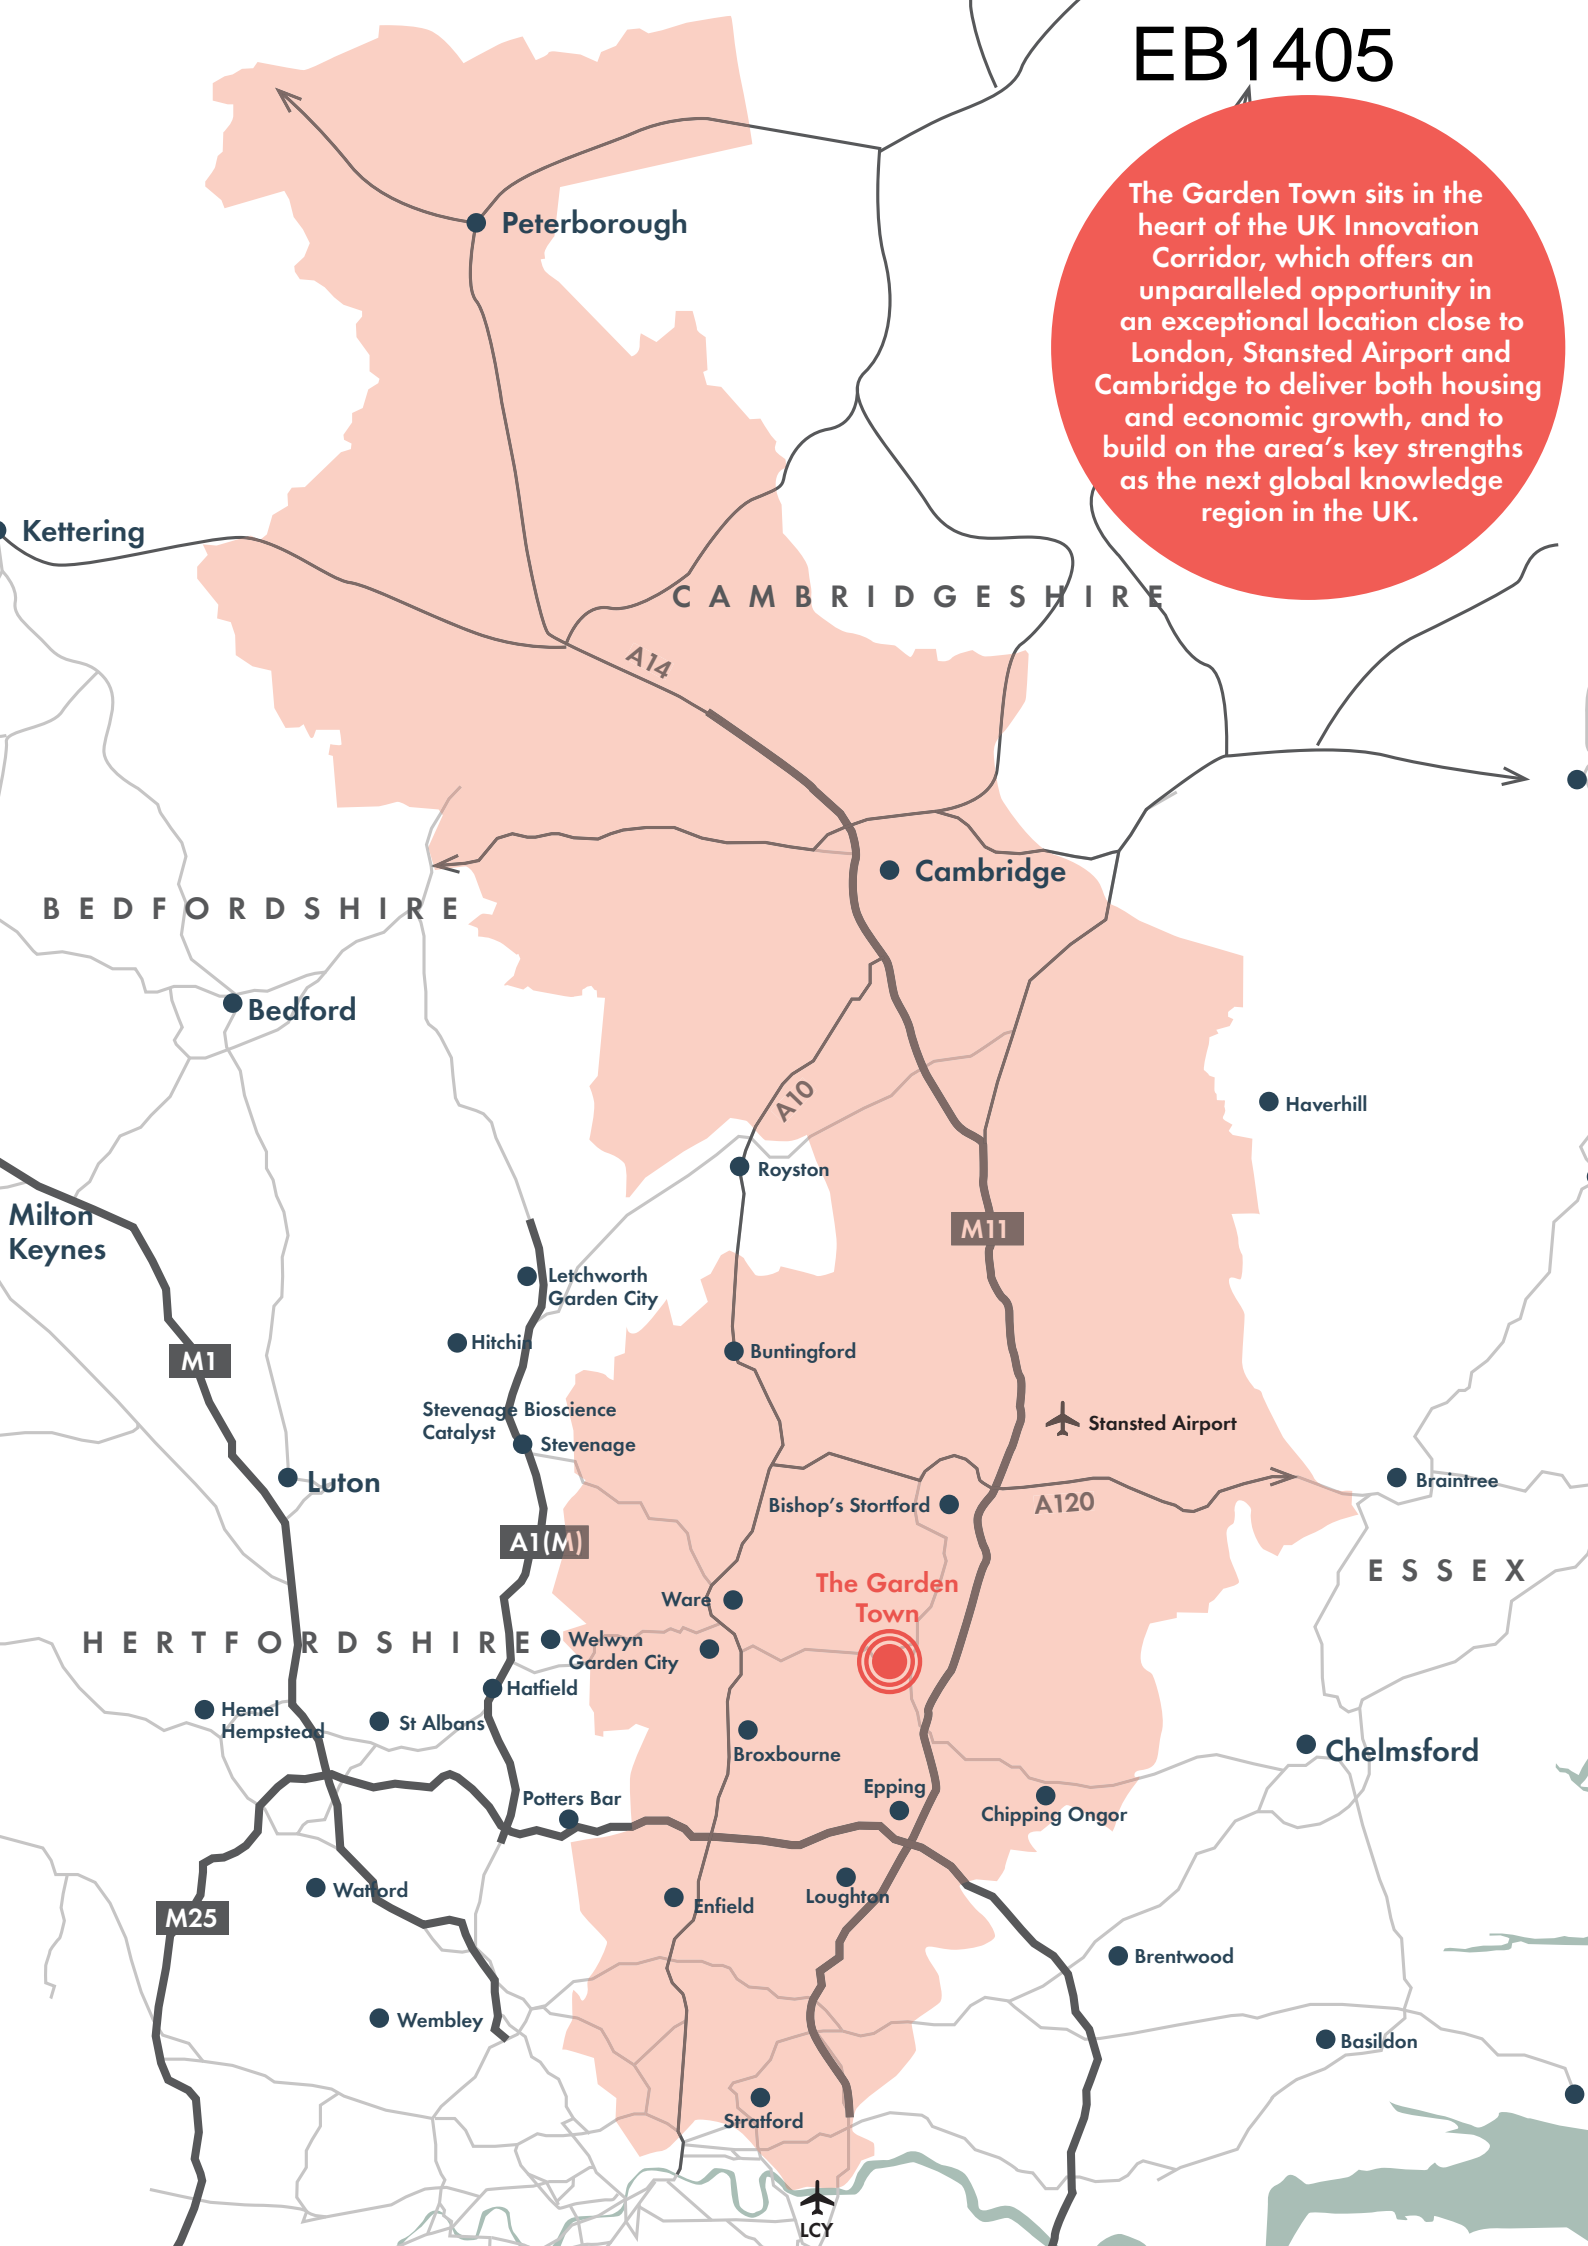 EB1405
The Garden Town sits in the
heart of the UK Innovation
Corridor, which offers an
unparalleled opportunity in
an exceptional location close to
London, Stansted Airport and
Cambridge to deliver both housing
and economic growth, and to
build on the area’s key strengths
as the next global knowledge
region in the UK.
Peterborough
Kettering
CAMBRIDGESHIRE
A14
Cambridge
BEDFORDSHIRE
Bedford
Haverhill
A10
Royston
Milton
Keynes
M11
Letchworth
Garden City
Hitchin
Buntingford
M1
Stevenage Bioscience
Catalyst
Stevenage
Stansted Airport
Luton
Braintree
Bishop’s Stortford
A120
A1(M)
ESSEX
The Garden
Town
Ware
HERTFORDSHIRE
Welwyn
Garden City
Hatfield
Hemel
Hempstead
St Albans
Broxbourne
Chelmsford
Epping
Potters Bar
Chipping Ongor
Watford
Loughton
Enfield
M25
Brentwood
Wembley
Basildon
Stratford
LCY